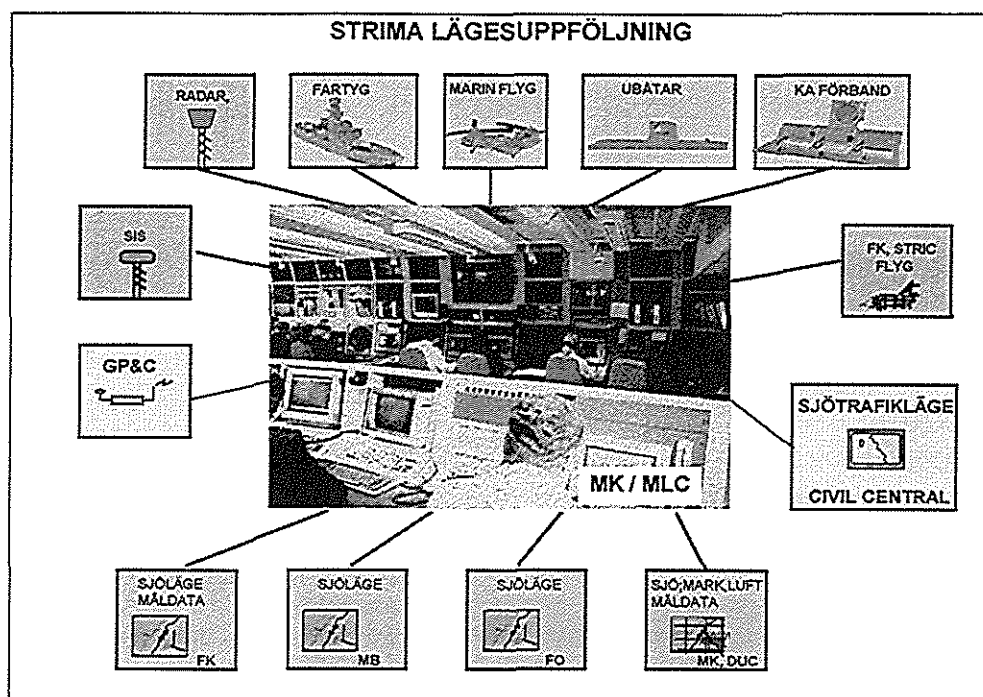 STRIMA LÄGESUPPFÖLJNING
RADAR
FARTYG
MARIN FLYG
UBÅTAR
KA FÖRBAND
SIS
FK, STRIC
FLYG
GP&C
SJÖTRAFIKLÄGE
CIVIL CENTRAL
MK / MLC
SJÖLÄGE
MÅLDATA
FK
SJÖLÄGE
MB
SJÖLÄGE
FO
SJÖ,MARK,LUFT
MÅLDATA
MK, DUC